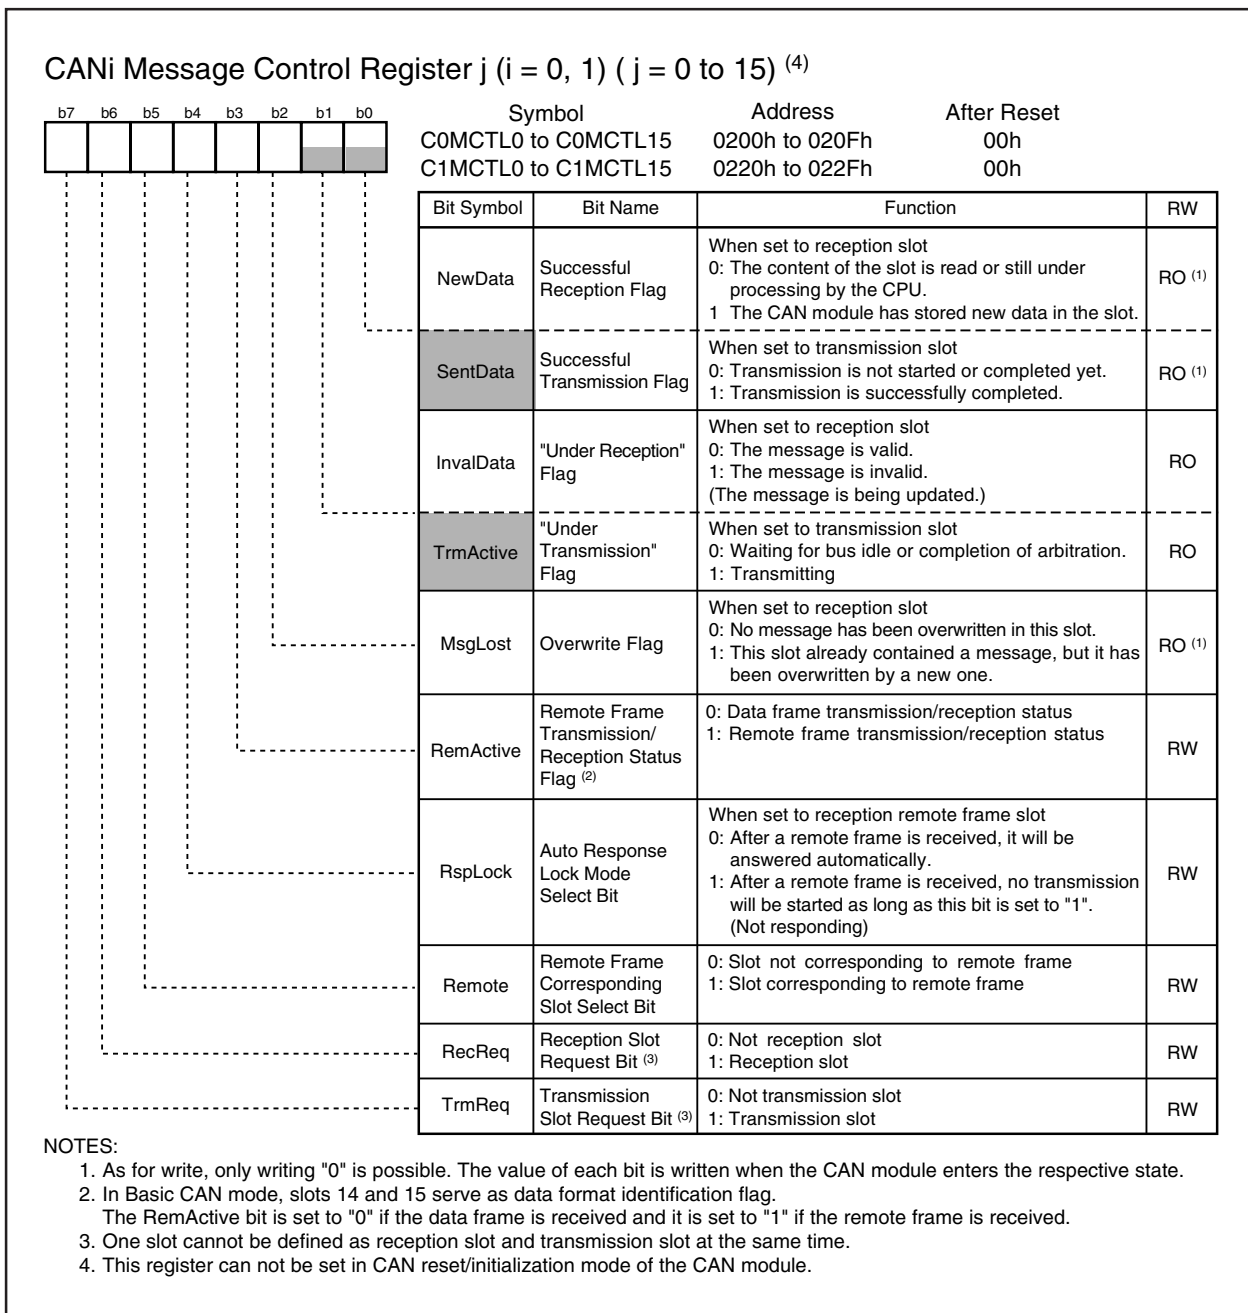 CANi Message Control Register j (i = 0, 1) ( j = 0 to 15) (4)
b7 b6 b5 b4 b3 b2 b1 b0
Symbol Address After Reset
C0MCTL0 to C0MCTL15 0200h to 020Fh 00h
C1MCTL0 to C1MCTL15 0220h to 022Fh 00h
Bit Symbol Bit Name Function RW
NewData
Successful
Reception Flag
When set to reception slot
0: The content of the slot is read or still under
processing by the CPU.
1 The CAN module has stored new data in the slot.
RO (1)
SentData
Successful
Transmission Flag
When set to transmission slot
0: Transmission is not started or completed yet.
1: Transmission is successfully completed.
RO (1)
InvalData
"Under Reception"
Flag
When set to reception slot
0: The message is valid.
1: The message is invalid.
(The message is being updated.)
RO
TrmActive
"Under
Transmission"
Flag
When set to transmission slot
0: Waiting for bus idle or completion of arbitration.
1: Transmitting
RO
MsgLost
Overwrite Flag
When set to reception slot
0: No message has been overwritten in this slot.
1: This slot already contained a message, but it has
been overwritten by a new one.
RO (1)
RemActive
Remote Frame
Transmission/
Reception Status
Flag (2)
0: Data frame transmission/reception status
1: Remote frame transmission/reception status
RW
RspLock
Auto Response
Lock Mode
Select Bit
When set to reception remote frame slot
0: After a remote frame is received, it will be
answered automatically.
1: After a remote frame is received, no transmission
will be started as long as this bit is set to "1".
(Not responding)
RW
Remote
Remote Frame
Corresponding
Slot Select Bit
0: Slot not corresponding to remote frame
1: Slot corresponding to remote frame
RW
RecReq
Reception Slot
Request Bit (3)
0: Not reception slot
1: Reception slot
RW
TrmReq
Transmission
Slot Request Bit (3)
0: Not transmission slot
1: Transmission slot
RW
NOTES:
1. As for write, only writing "0" is possible. The value of each bit is written when the CAN module enters the respective state.
2. In Basic CAN mode, slots 14 and 15 serve as data format identification flag.
The RemActive bit is set to "0" if the data frame is received and it is set to "1" if the remote frame is received.
3. One slot cannot be defined as reception slot and transmission slot at the same time.
4. This register can not be set in CAN reset/initialization mode of the CAN module.